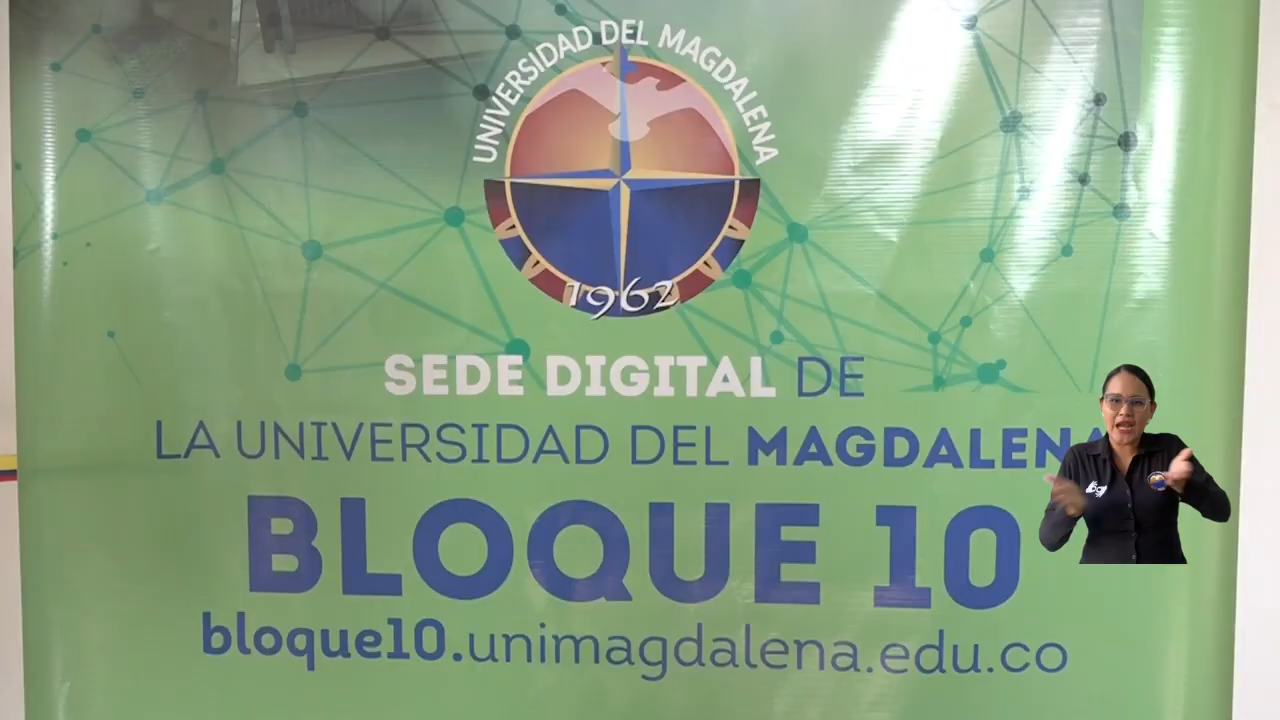 UNIVERSIDAD DEL MAGDALENA
1962
SEDE DIGITAL DE
LA UNIVERSIDAD DEL MAGDALENA
BLOQUE 10
bloque10.unimagdalena.edu.co